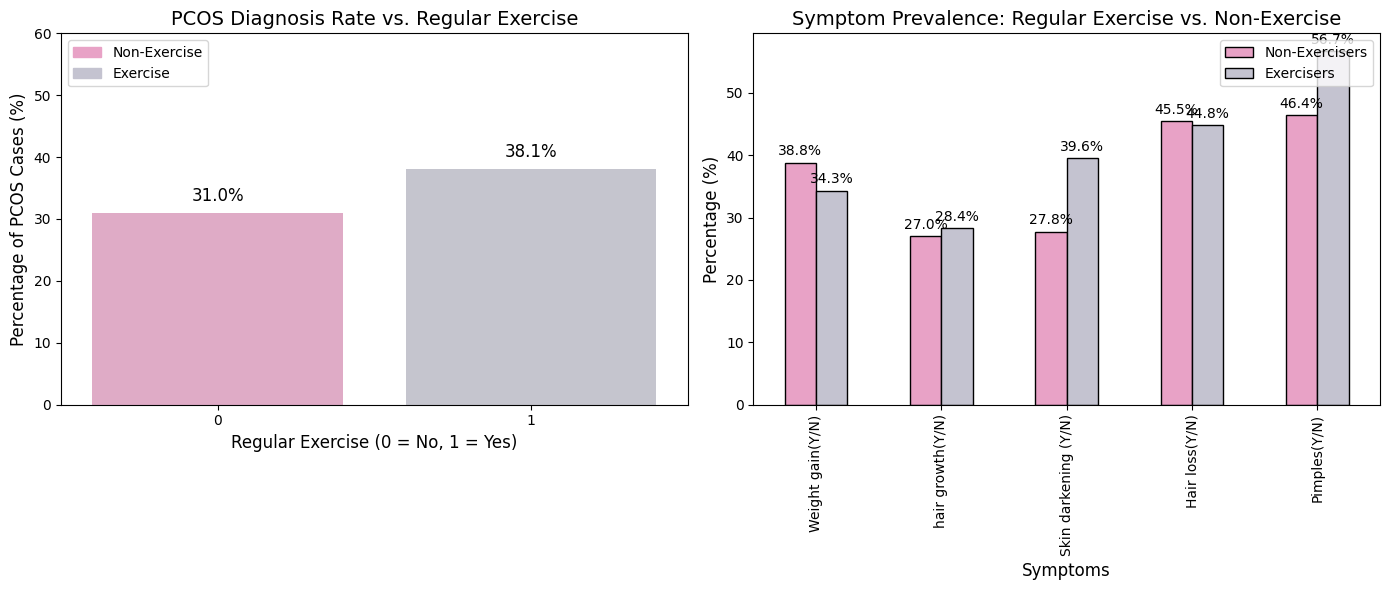 PCOS Diagnosis Rate vs. Regular Exercise
Percentage of PCOS Cases (%)
60
50
40
30
20
10
0
Non-Exercise
Exercise
31.0%
38.1%
0
1
Regular Exercise (0 = No, 1 = Yes)
Symptom Prevalence: Regular Exercise vs. Non-Exercise
Percentage (%)
50
40
30
20
10
0
Non-Exercisers
Exercisers
38.8%
34.3%
27.0%
28.4%
27.8%
39.6%
45.5%
44.8%
46.4%
56.7%
Weight gain(Y/N)
hair growth(Y/N)
Skin darkening (Y/N)
Hair loss(Y/N)
Pimples(Y/N)
Symptoms